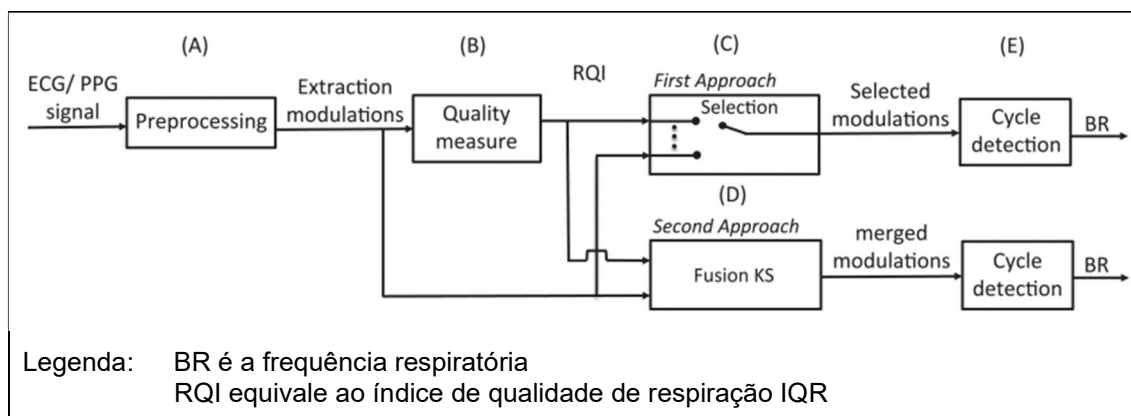 (A)
(B)
(C)
(E)
ECG/ PPG
signal
Preprocessing
Extraction
modulations
Quality
measure
RQI
First Approach
Selection
Selected
modulations
Cycle
detection
BR
(D)
Second Approach
Fusion KS
merged
modulations
Cycle
detection
BR
Legenda: BR é a frequência respiratória
RQI equivale ao índice de qualidade de respiração IQR